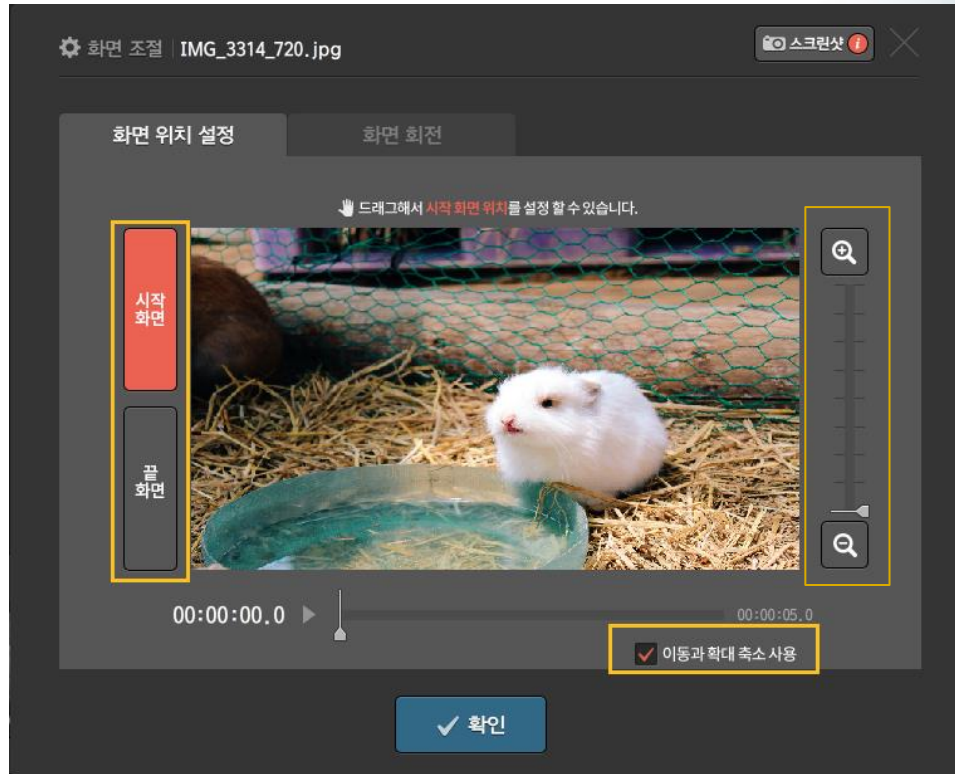 화면 조절 IMG_3314_720.jpg
스크린샷 i
화면 위치 설정
화면 회전
드래그해서 시작 화면 위치를 설정 할 수 있습니다.
시작
화면
끝
화면
00:00:00.0
00:00:05.0
이동과 확대 축소 사용
확인